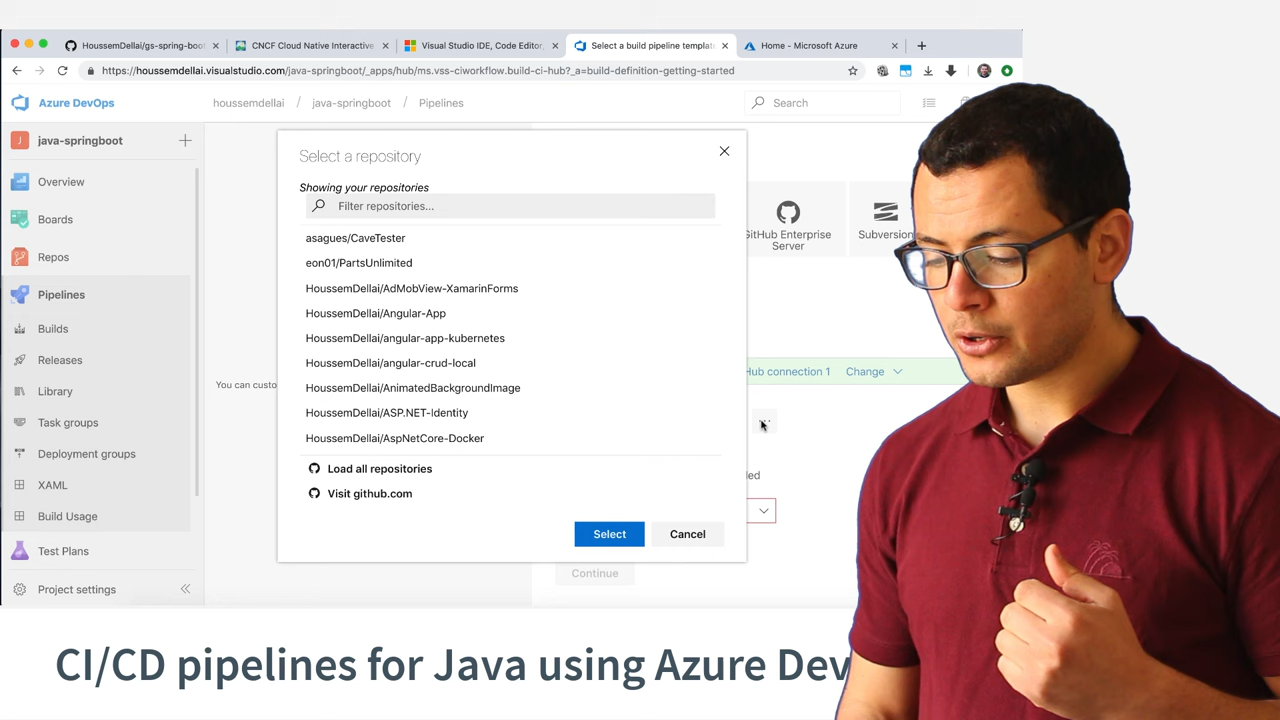 HoussemDellai/gs-spring-boot
CNCF Cloud Native Interactive
Visual Studio IDE, Code Editor,
Select a build pipeline templat
Home - Microsoft Azure
https://houssemdellai.visualstudio.com/java-springboot/_apps/hub/ms.vss-ciworkflow.build-ci-hub?_a=build-definition-getting-started
Azure DevOps
houssemdellai / java-springboot / Pipelines
Search
J java-springboot
Overview
Boards
Repos
Pipelines
Builds
Releases
Library
Task groups
Deployment groups
XAML
Build Usage
Test Plans
Project settings
You can custo
Select a repository
Showing your repositories
Filter repositories...
asagues/CaveTester
eon01/PartsUnlimited
HoussemDellai/AdMobView-XamarinForms
HoussemDellai/Angular-App
HoussemDellai/angular-app-kubernetes
HoussemDellai/angular-crud-local
HoussemDellai/AnimatedBackgroundImage
HoussemDellai/ASP.NET-Identity
HoussemDellai/AspNetCore-Docker
Load all repositories
Visit github.com
Select
Cancel
GitHub Enterprise
Server
Subversion
Hub connection 1
Change
ed
Continue
CI/CD pipelines for Java using Azure Dev